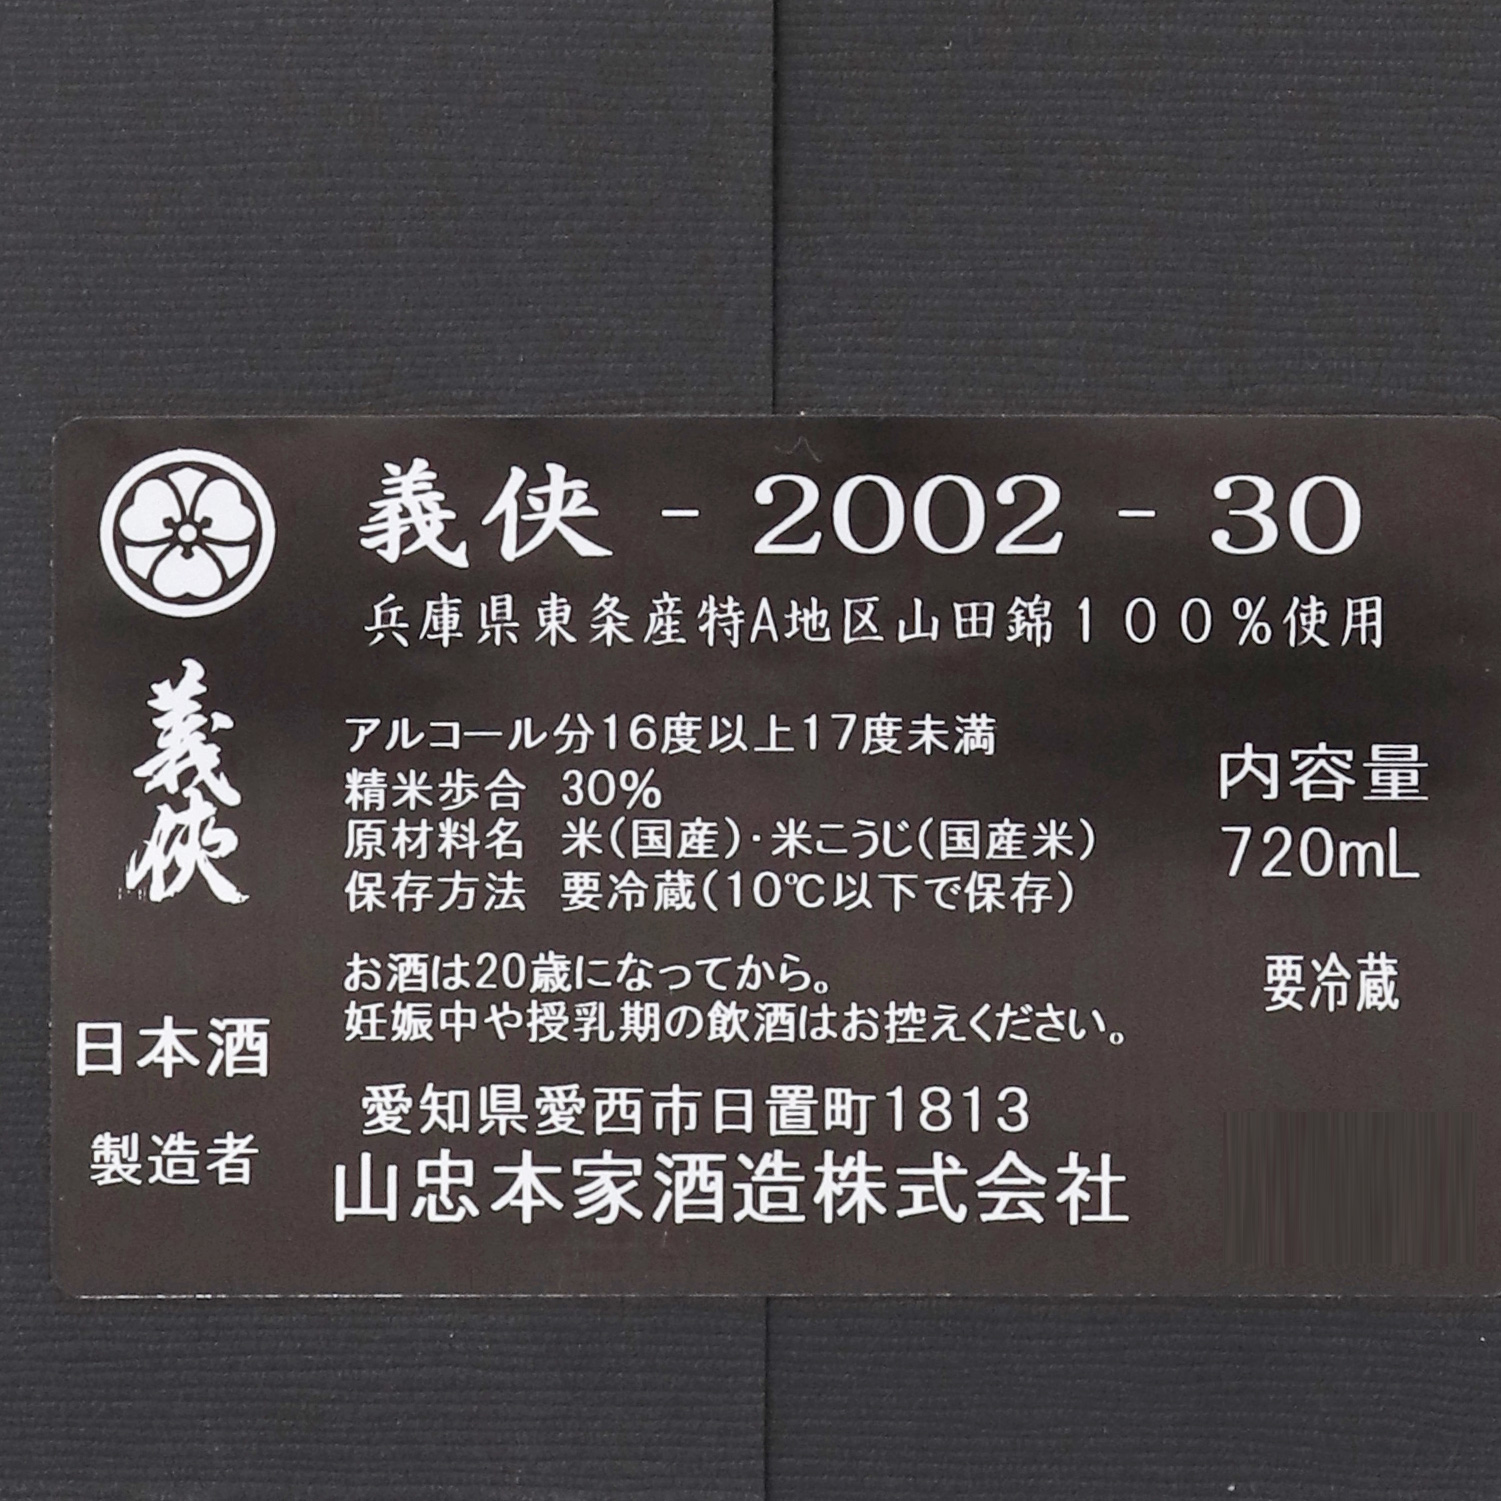 義侠 - 2002 - 30
兵庫県東条産特A地区山田錦100%使用
義侠
アルコール分16度以上17度未満
精米歩合 30%
原材料名 米(国産)・米こうじ(国産米)
保存方法 要冷蔵(10℃以下で保存)
内容量
720mL
要冷蔵
お酒は20歳になってから。
妊娠中や授乳期の飲酒はお控えください。
日本酒
製造者
愛知県愛西市日置町1813
山忠本家酒造株式会社